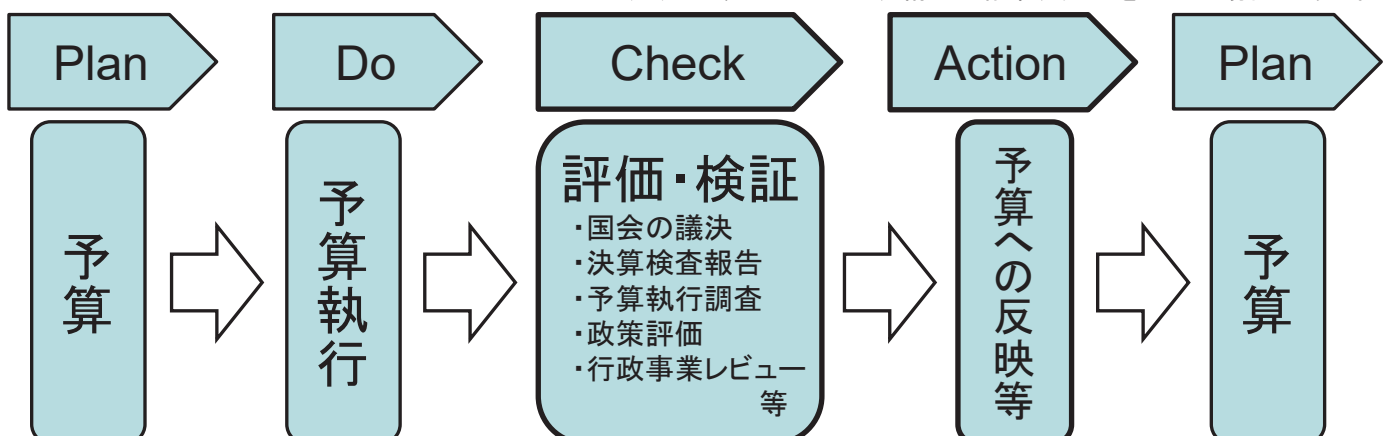 Plan
Do
Check
Action
Plan
予算
予算執行
評価・検証
・国会の議決
・決算検査報告
・予算執行調査
・政策評価
・行政事業レビュー
等
予算への反映等
予算